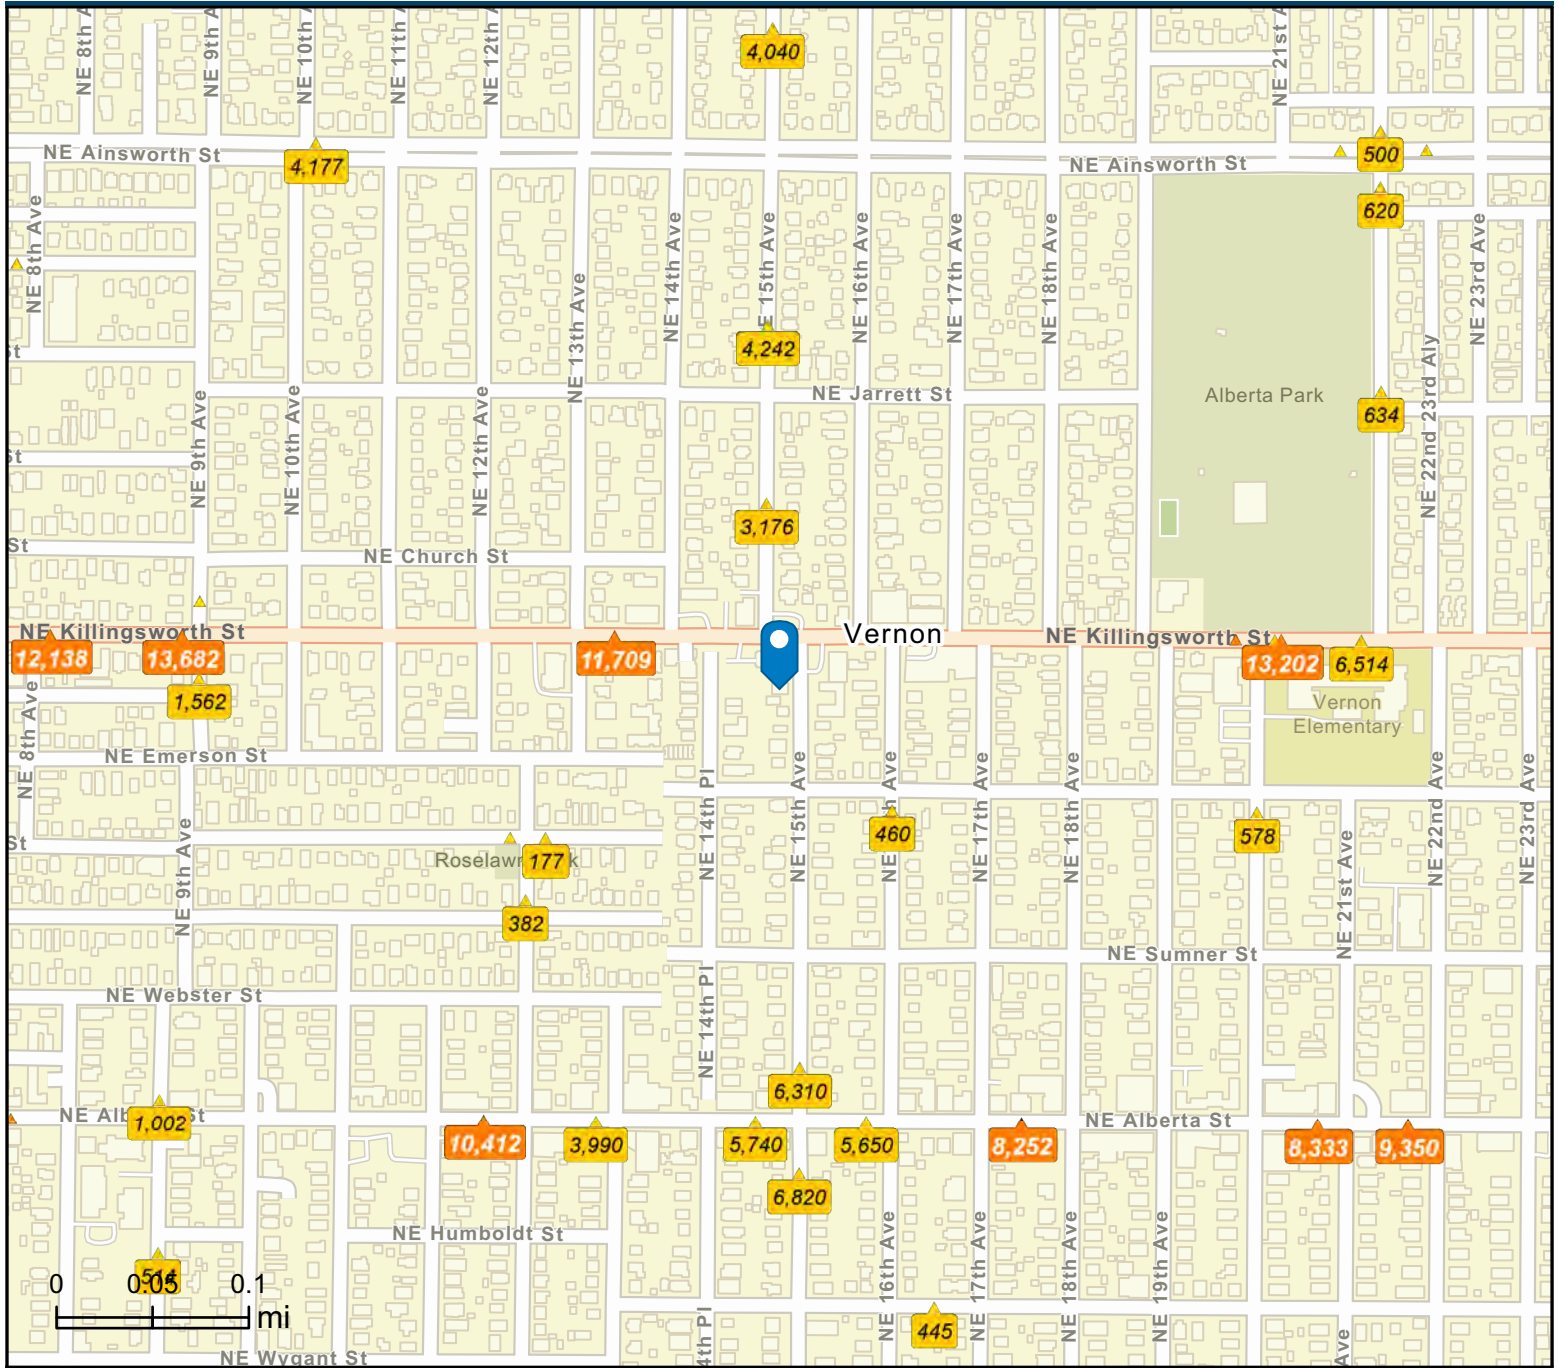 NE 8th A
NE 9th A
NE 10th A
NE 11th A
NE 12th A
4,040
NE 21st A
NE Ainsworth St
4,177
NE Ainsworth St
500
620
NE 8th Ave
NE 14th Ave
NE 15th Ave
NE 16th Ave
NE 17th Ave
NE 18th Ave
NE 23rd Ave
NE 13th Ave
4,242
St
NE Jarrett St
Alberta Park
634
NE 22nd 23rd Aly
NE 9th Ave
NE 10th Ave
NE 12th Ave
St
3,176
St
NE Church St
NE Killingsworth St
Vernon
NE Killingsworth St
12,138
13,682
11,709
13,202
6,514
1,562
Vernon
Elementary
NE 8th Ave
NE Emerson St
NE 14th Pl
NE 15th Ave
NE 17th Ave
NE 18th Ave
NE 22nd Ave
NE 23rd Ave
460
578
St
NE 9th Ave
177
382
NE 21st Ave
NE Sumner St
NE Webster St
NE 14th Pl
6,310
1,002
NE Alberta St
10,412
3,990
5,740
5,650
8,252
8,333
9,350
6,820
NE Humboldt St
NE 16th Ave
NE 17th Ave
NE 18th Ave
NE 19th Ave
514
0 0.05 0.1
mi
445
4th Pl
Ave
NE Wygant St